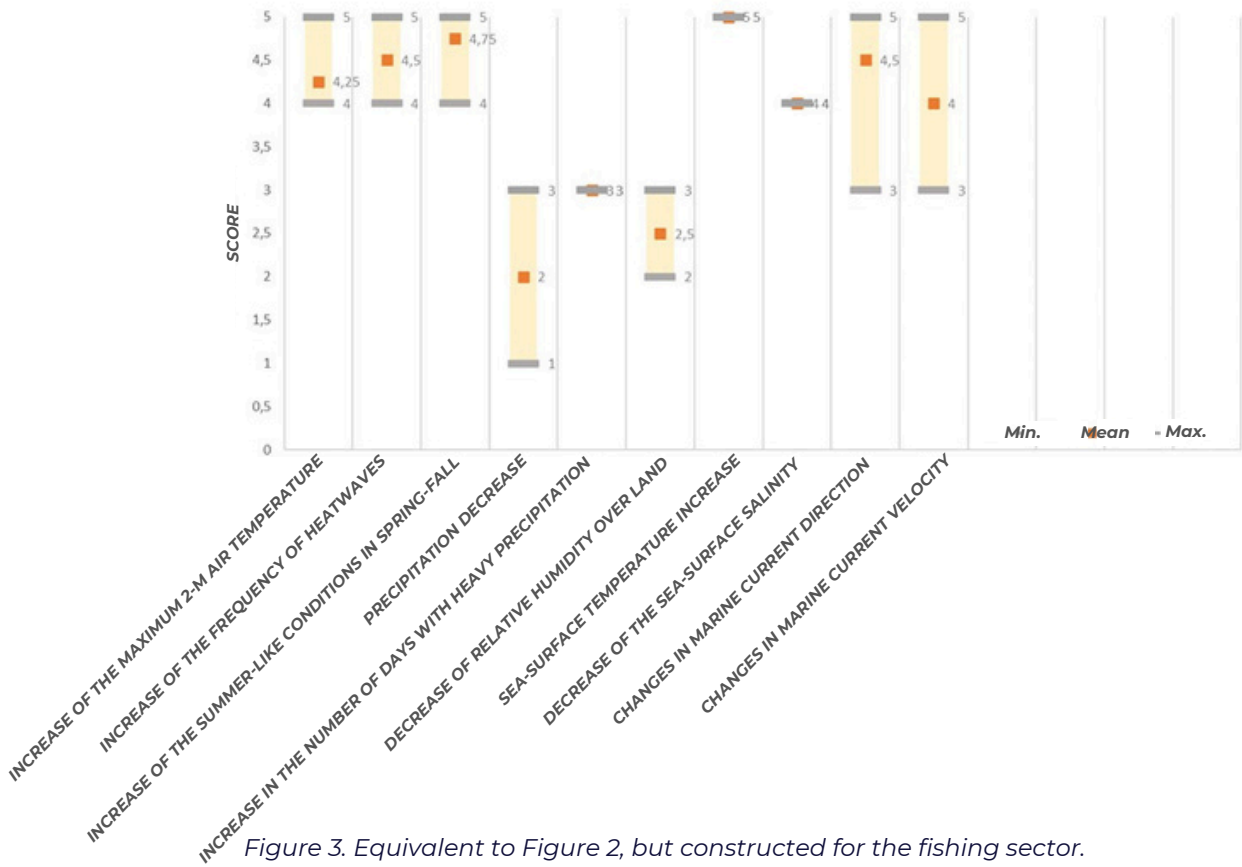 SCORE
5
4,5
4
3,5
3
2,5
2
1,5
1
0,5
0
5
4,25
4
5
4,5
4
5
4,75
4
3
2
1
3 3
3
2,5
2
5 5
4 4
5
4,5
3
5
4
3
Min. Mean Max.
INCREASE OF THE MAXIMUM 2-M AIR TEMPERATURE
INCREASE OF THE FREQUENCY OF HEATWAVES
INCREASE OF THE SUMMER-LIKE CONDITIONS IN SPRING-FALL
PRECIPITATION DECREASE
INCREASE IN THE NUMBER OF DAYS WITH HEAVY PRECIPITATION
DECREASE OF RELATIVE HUMIDITY OVER LAND
SEA-SURFACE TEMPERATURE INCREASE
DECREASE OF THE SEA-SURFACE SALINITY
CHANGES IN MARINE CURRENT DIRECTION
CHANGES IN MARINE CURRENT VELOCITY
Figure 3. Equivalent to Figure 2, but constructed for the fishing sector.